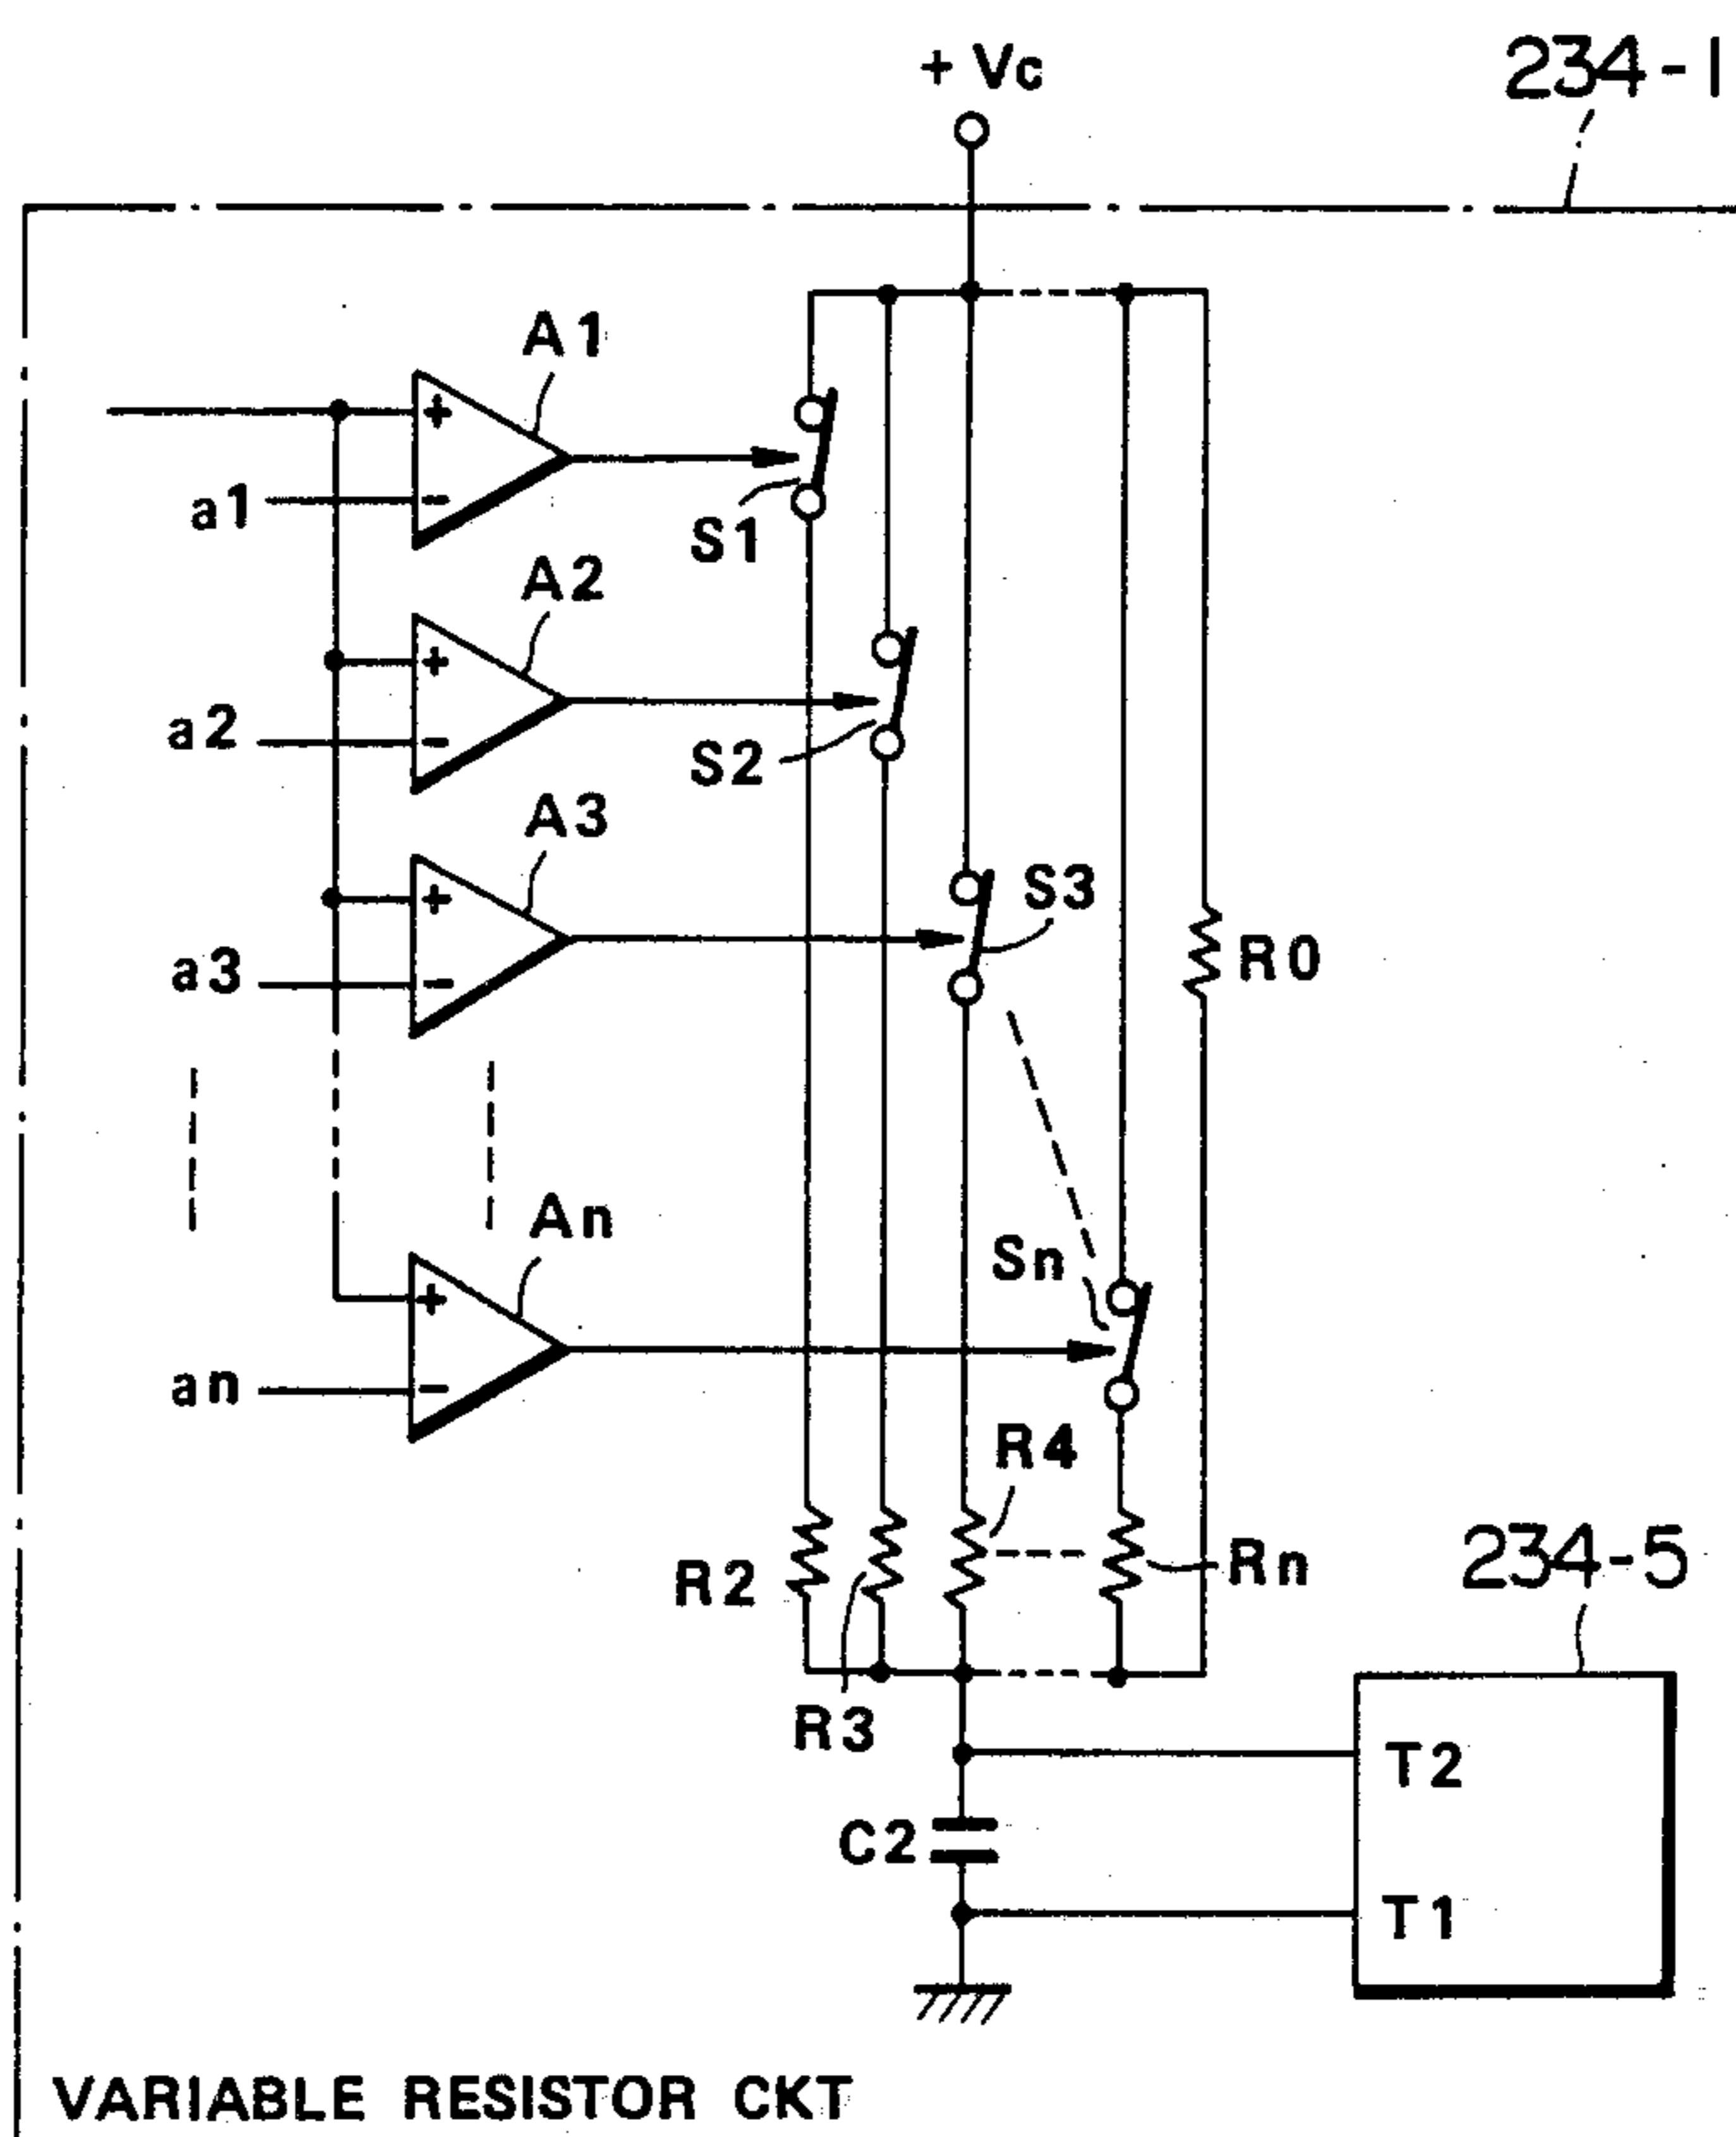 + Vc
234-1
A1
+
-
a1
S1
A2
+
-
a2
S2
A3
+
-
a3
S3
R0
An
+
-
an
Sn
R4
R2
Rn
R3
234-5
T2
C2
T1
VARIABLE RESISTOR CKT